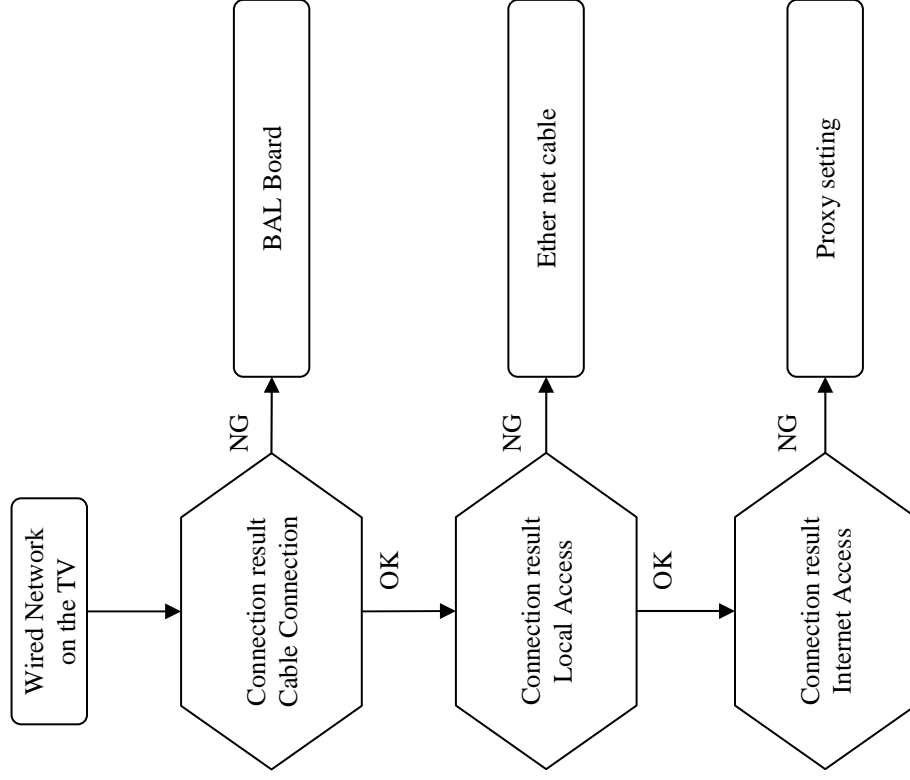 Wired Network
on the TV
Connection result
Cable Connection
NG
BAL Board
OK
Connection result
Local Access
NG
Ether net cable
OK
Connection result
Internet Access
NG
Proxy setting